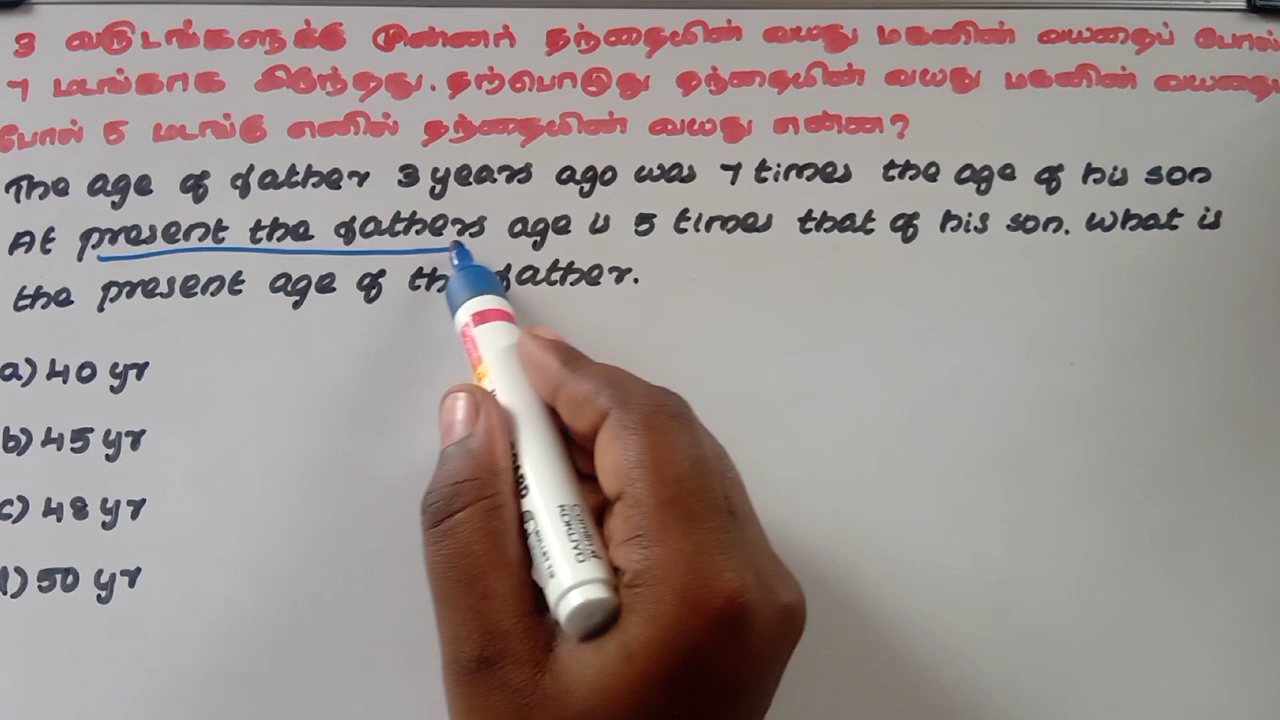 3 வருடங்களுக்கு முன்னர் தந்தையின் வயது மகனின் வயதைப் போல்
7 மடங்காக இருந்தது. தற்பொழுது தந்தையின் வயது மகனின் வயதைப்
போல் 5 மடங்கு எனில் தந்தையின் வயது என்ன?
The age of father 3 years ago was 7 times the age of his son
At present the fathers age is 5 times that of his son. What is
the present age of the father.
a) 40 yr
b) 45 yr
c) 48 yr
d) 50 yr
Camlin
KOKUYO